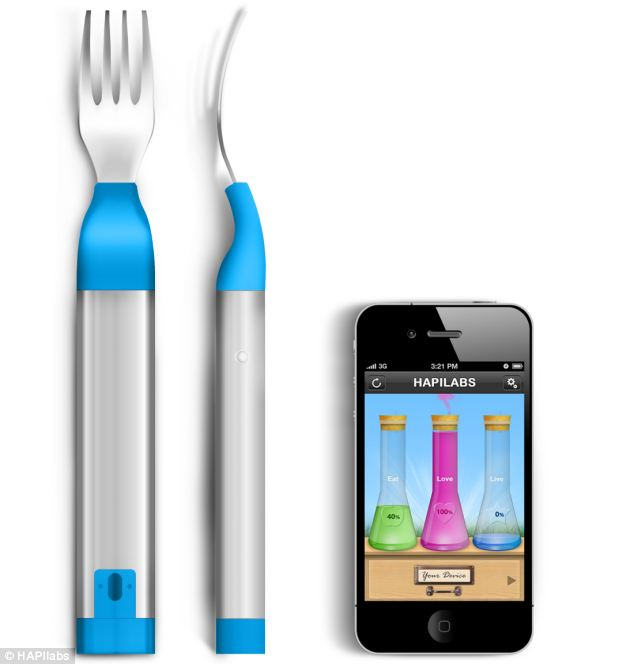 3G
3:21 PM
HAPILABS
Eat
Love
Live
40%
100%
0%
Your Device
© HAPIlabs